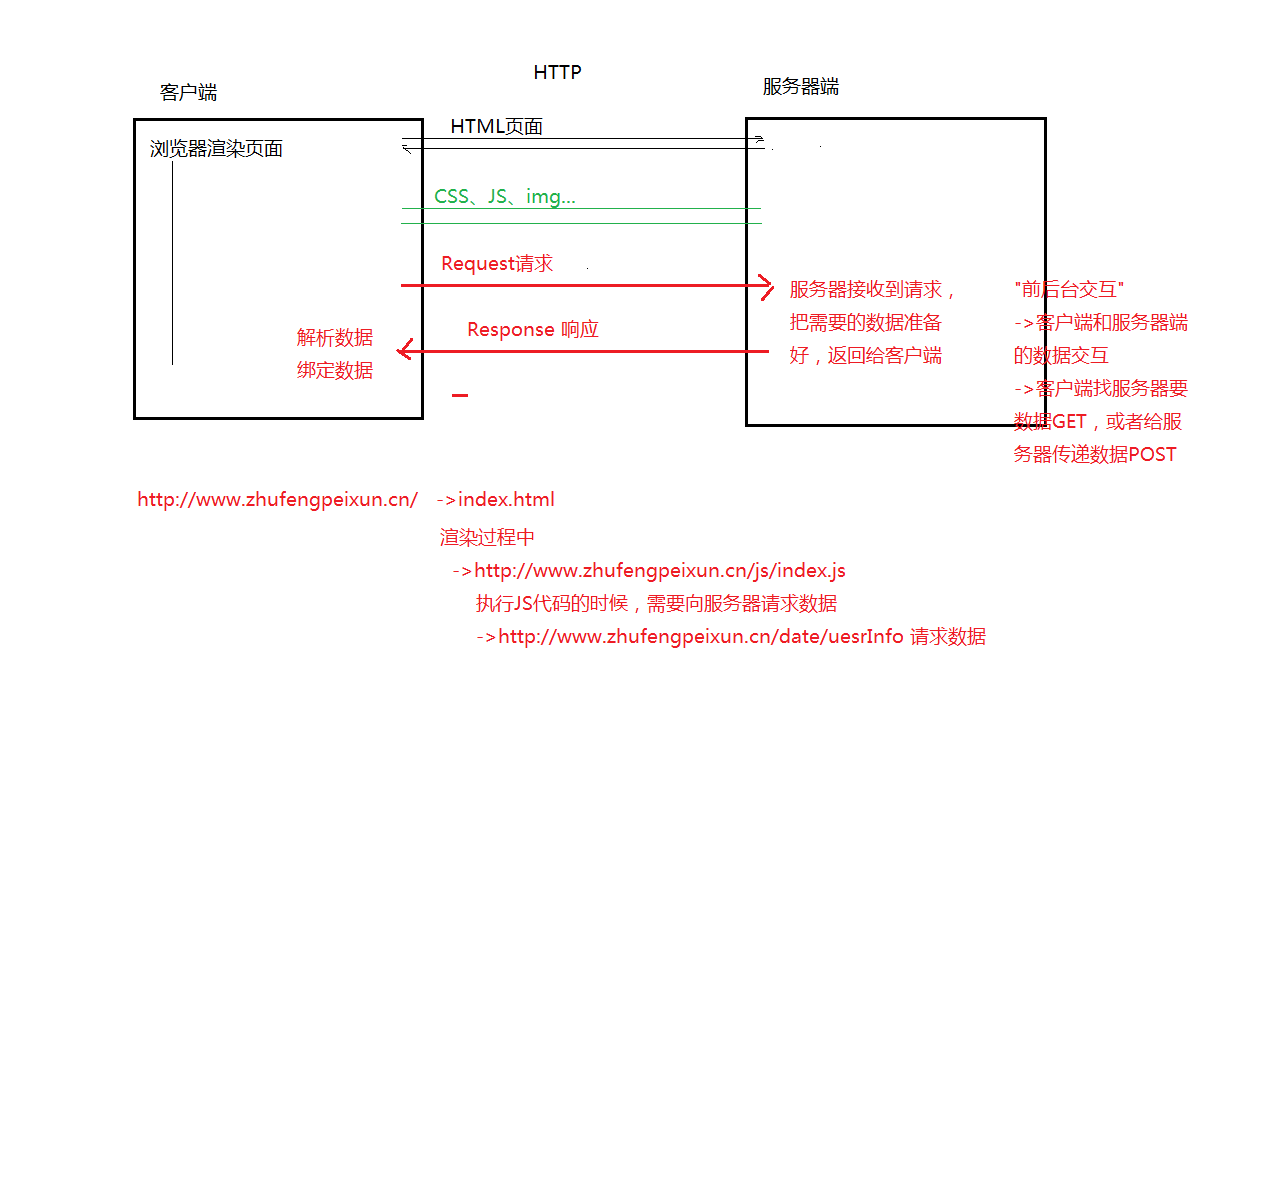 HTTP
客户端
服务器端
HTML页面
浏览器渲染页面
CSS、JS、img...
Request请求
Response 响应
解析数据
绑定数据
服务器接收到请求，
把需要的数据准备
好，返回给客户端
"前后台交互"
->客户端和服务器端
的数据交互
->客户端找服务器要
数据GET，或者给服
务器传递数据POST
http://www.zhufengpeixun.cn/ ->index.html
渲染过程中
->http://www.zhufengpeixun.cn/js/index.js
执行JS代码的时候，需要向服务器请求数据
->http://www.zhufengpeixun.cn/date/uesrInfo 请求数据